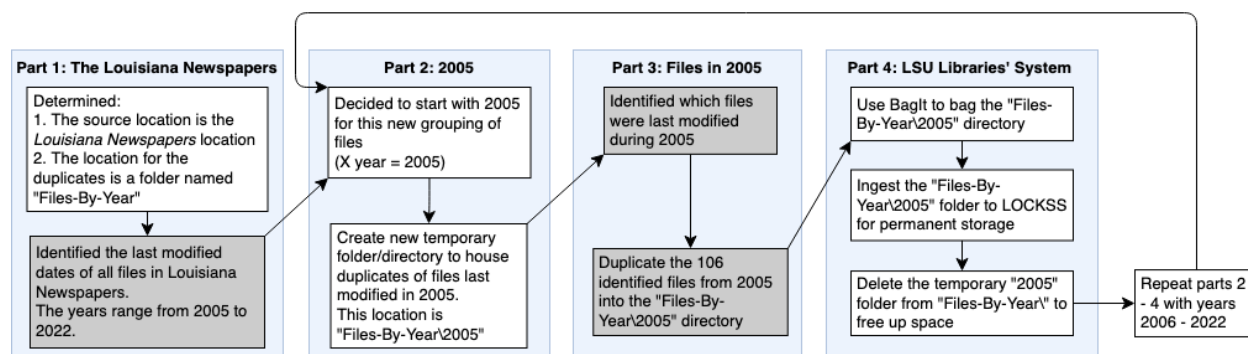 Part 1: The Louisiana Newspapers
Determined:
1. The source location is the
Louisiana Newspapers location
2. The location for the
duplicates is a folder named
"Files-By-Year"
Identified the last modified
dates of all files in Louisiana
Newspapers.
The years range from 2005 to
2022.
Part 2: 2005
Decided to start with 2005
for this new grouping of
files
(X year = 2005)
Create new temporary
folder/directory to house
duplicates of files last
modified in 2005.
This location is
"Files-By-Year\2005"
Part 3: Files in 2005
Identified which files
were last modified
during 2005
Duplicate the 106
identified files from 2005
into the "Files-By-
Year\2005" directory
Part 4: LSU Libraries' System
Use BagIt to bag the "Files-
By-Year\2005" directory
Ingest the "Files-By-
Year\2005" folder to LOCKSS
for permanent storage
Delete the temporary "2005"
folder from "Files-By-Year\" to
free up space
Repeat parts 2
- 4 with years
2006 - 2022